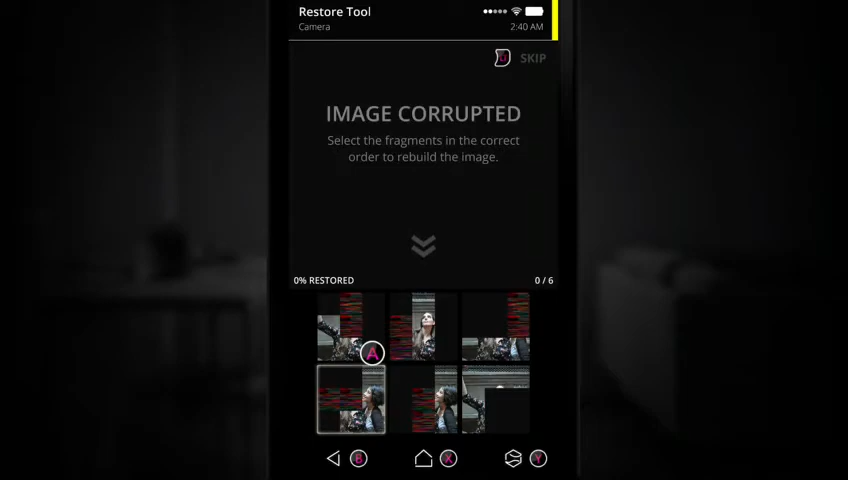 Restore Tool
Camera
2:40 AM
SKIP
IMAGE CORRUPTED
Select the fragments in the correct
order to rebuild the image.
0% RESTORED
0 / 6
A
B
X
Y